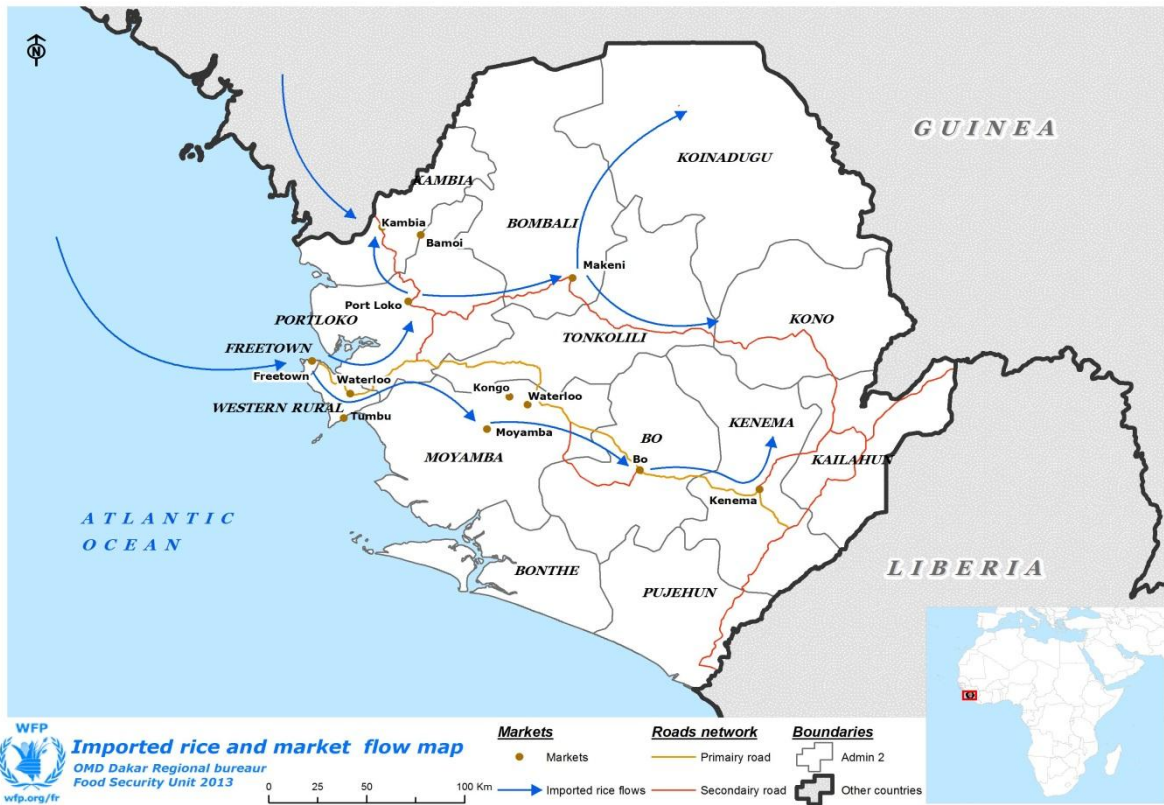 N
GUINEA
KOINADUGU
KAMBIA
BOMBALI
Kambia
Bamoi
Makeni
Port Loko
PORTLOKO
KONO
TONKOLILI
FREETOWN
Freetown
Waterloo
Kongo
Waterloo
WESTERN RURAL
Tumbu
Moyamba
BO
KENEMA
MOYAMBA
Bo
KAILAHUN
Kenema
ATLANTIC
OCEAN
BONTHE
LIBERIA
PUJEHUN
WFP
wfp.org/fr
Imported rice and market flow map
OMD Dakar Regional bureaur
Food Security Unit 2013
0 25 50 100 Km
Markets
Markets
Imported rice flows
Roads network
Primairy road
Secondairy road
Boundaries
Admin 2
Other countries